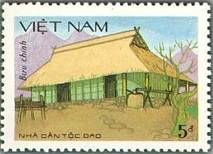 VIỆT NAM
Bưu chính
5đ
NHÀ DÂN TỘC DAO